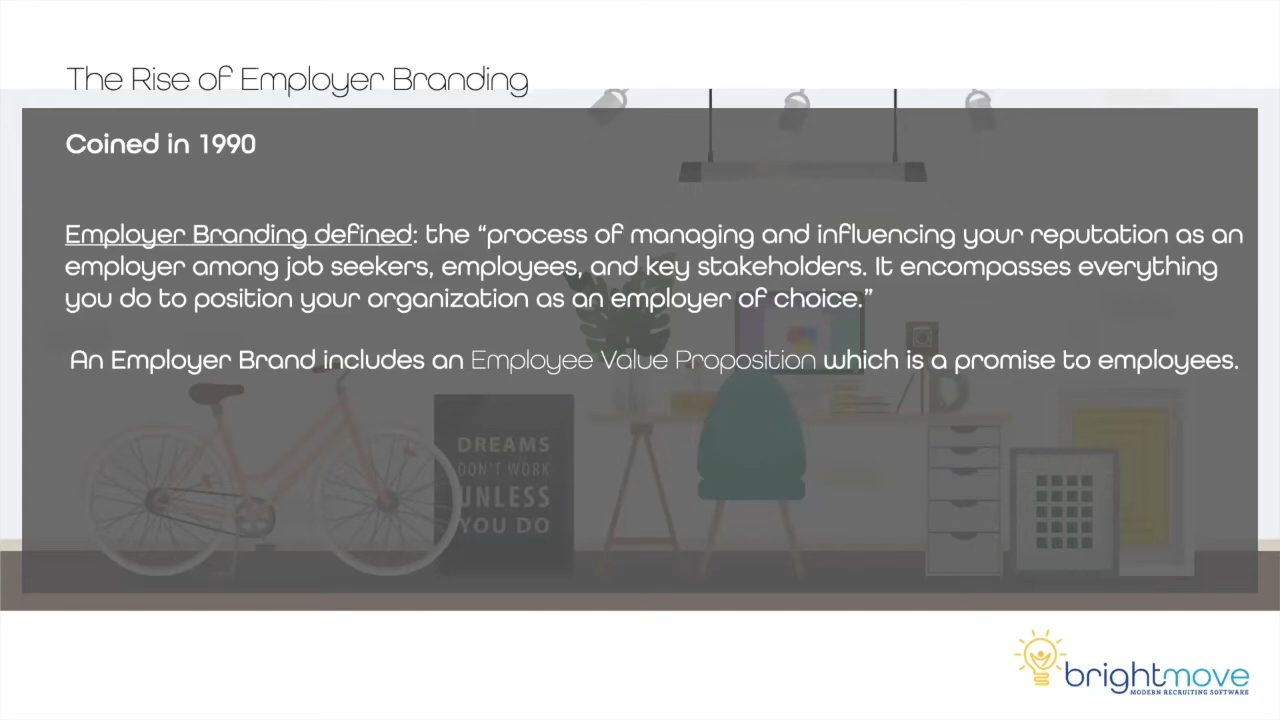 The Rise of Employer Branding
Coined in 1990
Employer Branding defined: the “process of managing and influencing your reputation as an
employer among job seekers, employees, and key stakeholders. It encompasses everything
you do to position your organization as an employer of choice.”
An Employer Brand includes an Employee Value Proposition which is a promise to employees.
DREAMS
DON'T WORK
UNLESS
YOU DO
brightmove
MODERN RECRUITING SOFTWARE